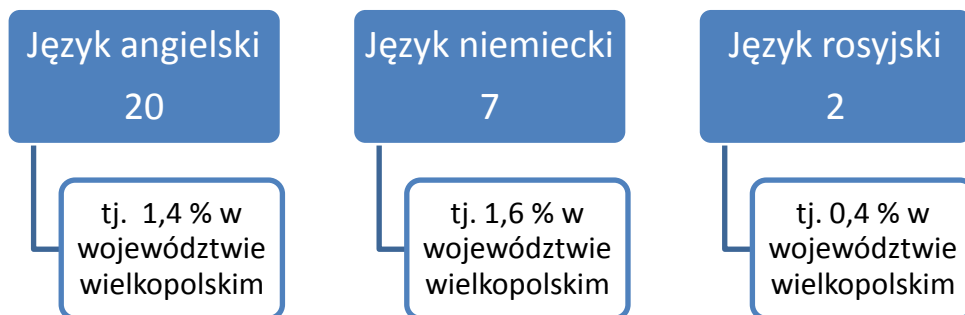 Język angielski
20
tj. 1,4 % w
województwie
wielkopolskim
Język niemiecki
7
tj. 1,6 % w
województwie
wielkopolskim
Język rosyjski
2
tj. 0,4 % w
województwie
wielkopolskim